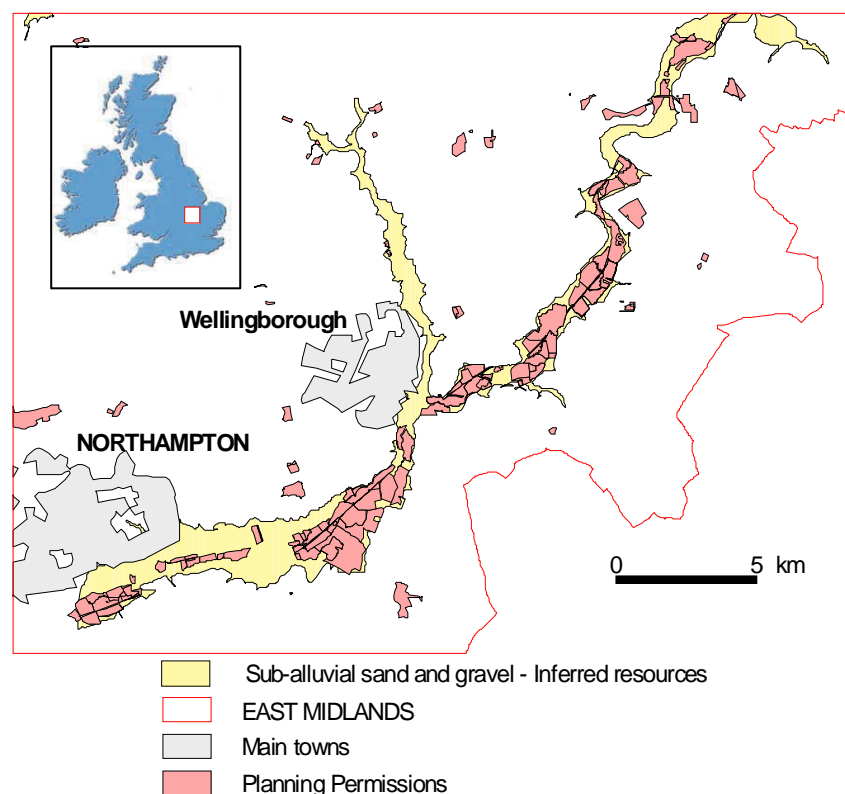 Wellingborough
NORTHAMPTON
0 5 km
Sub-alluvial sand and gravel - Inferred resources
EAST MIDLANDS
Main towns
Planning Permissions